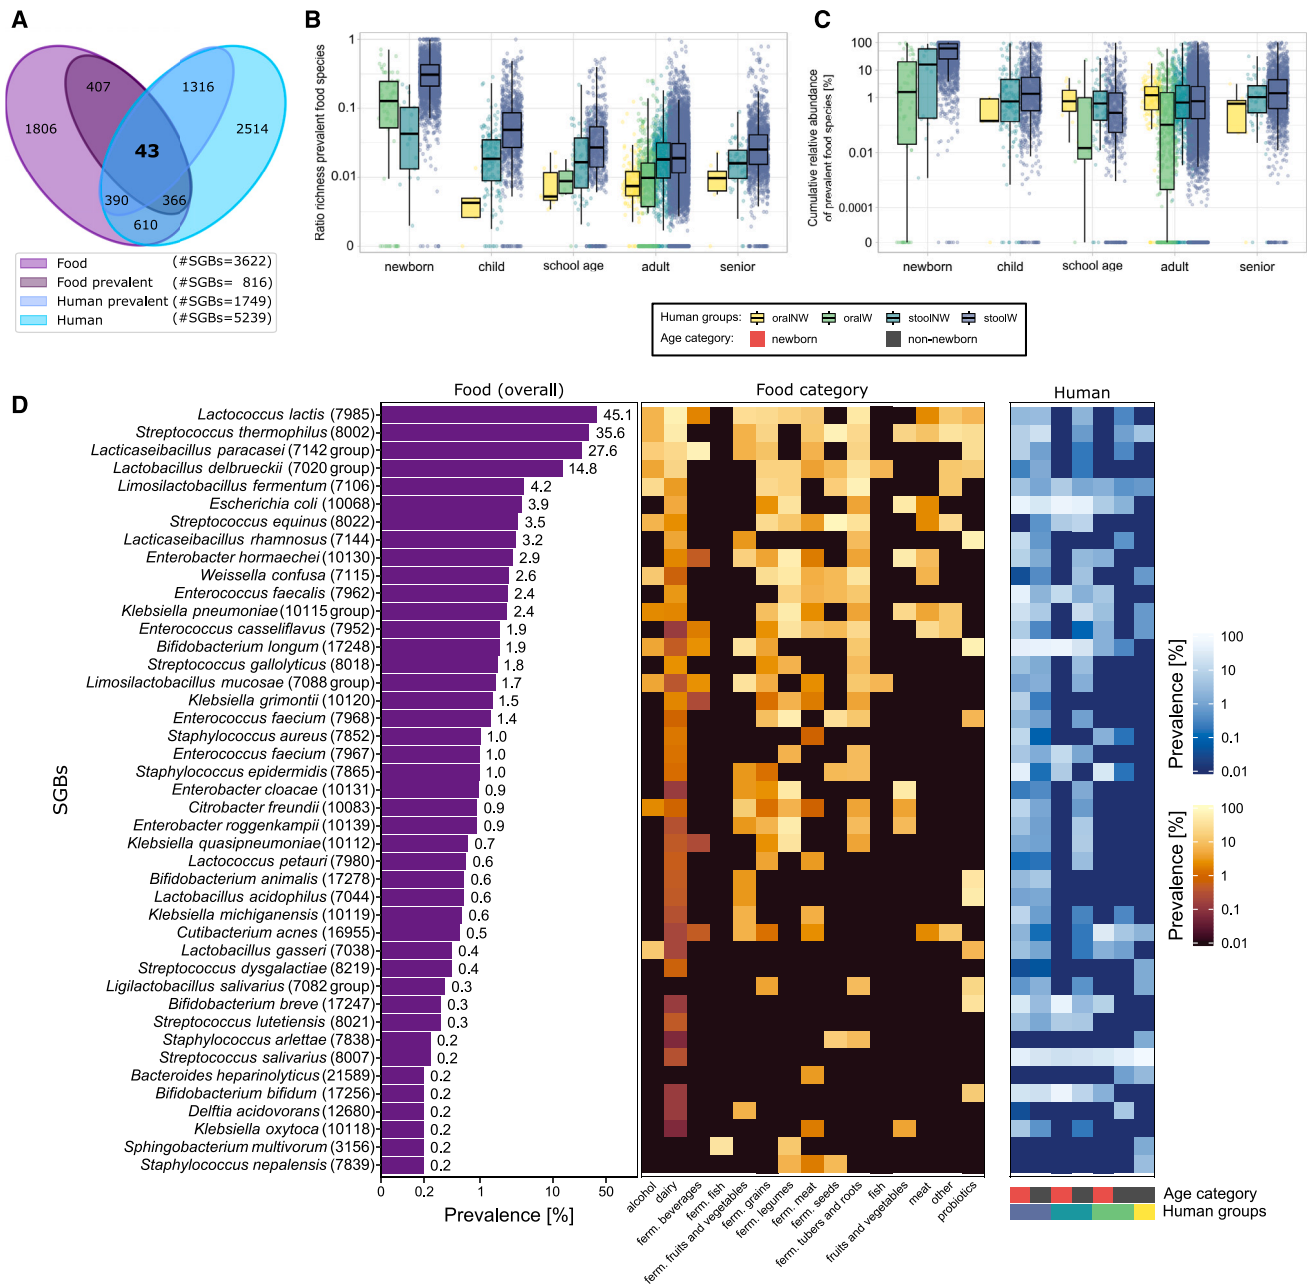 A
407
1316
1806
2514
43
390
366
610
Food (#SGBs=3622)
Food prevalent (#SGBs= 816)
Human prevalent (#SGBs=1749)
Human (#SGBs=5239)
B
Ratio richness prevalent food species
1
0.1
0.01
0
newborn child school age adult senior
C
Cumulative relative abundance
of prevalent food species [%]
100
10
1
0.01
0.0001
0
newborn child school age adult senior
Human groups: oralNW oralW stoolNW stoolW
Age category: newborn non-newborn
D
Food (overall) Food category Human
SGBs
Lactococcus lactis (7985) 45.1
Streptococcus thermophilus (8002) 35.6
Lacticaseibacillus paracasei (7142 group) 27.6
Lactobacillus delbrueckii (7020 group) 14.8
Limosilactobacillus fermentum (7106) 4.2
Escherichia coli (10068) 3.9
Streptococcus equinus (8022) 3.5
Lacticaseibacillus rhamnosus (7144) 3.2
Enterobacter hormaechei (10130) 2.9
Weissella confusa (7115) 2.6
Enterococcus faecalis (7962) 2.4
Klebsiella pneumoniae (10115 group) 2.4
Enterococcus casseliflavus (7952) 1.9
Bifidobacterium longum (17248) 1.9
Streptococcus gallolyticus (8018) 1.8
Limosilactobacillus mucosae (7088 group) 1.7
Klebsiella grimontii (10120) 1.5
Enterococcus faecium (7968) 1.4
Staphylococcus aureus (7852) 1.0
Enterococcus faecium (7967) 1.0
Staphylococcus epidermidis (7865) 1.0
Enterobacter cloacae (10131) 0.9
Citrobacter freundii (10083) 0.9
Enterobacter roggenkampii (10139) 0.9
Klebsiella quasipneumoniae (10112) 0.7
Lactococcus petauri (7980) 0.6
Bifidobacterium animalis (17278) 0.6
Lactobacillus acidophilus (7044) 0.6
Klebsiella michiganensis (10119) 0.6
Cutibacterium acnes (16955) 0.5
Lactobacillus gasseri (7038) 0.4
Streptococcus dysgalactiae (8219) 0.4
Ligilactobacillus salivarius (7082 group) 0.3
Bifidobacterium breve (17247) 0.3
Streptococcus lutetiensis (8021) 0.3
Staphylococcus arlettae (7838) 0.2
Streptococcus salivarius (8007) 0.2
Bacteroides heparinolyticus (21589) 0.2
Bifidobacterium bifidum (17256) 0.2
Delftia acidovorans (12680) 0.2
Klebsiella oxytoca (10118) 0.2
Sphingobacterium multivorum (3156) 0.2
Staphylococcus nepalensis (7839) 0.2
0 0.2 1 10 50
Prevalence [%]
alcohol
dairy
ferm. beverages
ferm. fish
ferm. fruits and vegetables
ferm. grains
ferm. legumes
ferm. meat
ferm. seeds
ferm. tubers and roots
fish
fruits and vegetables
meat
other
probiotics
Age category
Human groups
Prevalence [%]
100
10
1
0.1
0.01
Prevalence [%]
100
10
1
0.1
0.01